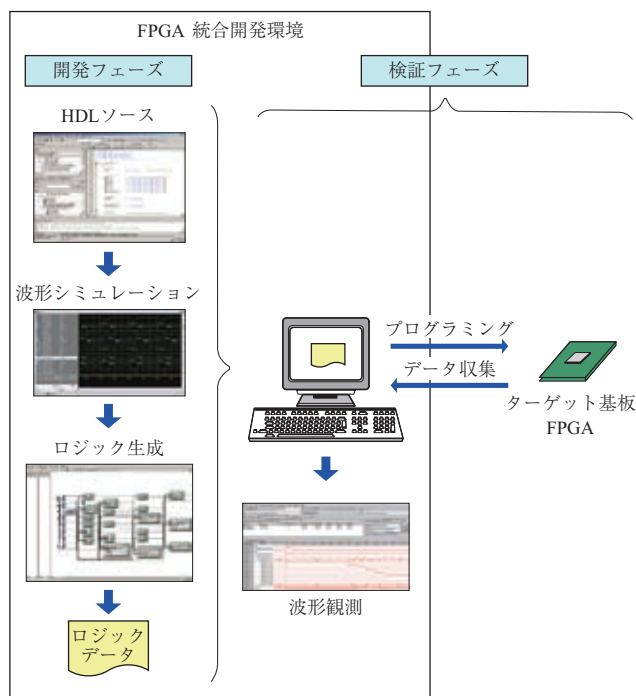 FPGA 統合開発環境
開発フェーズ
検証フェーズ
HDLソース
波形シミュレーション
ロジック生成
ロジック
データ
プログラミング
データ収集
ターゲット基板
FPGA
波形観測